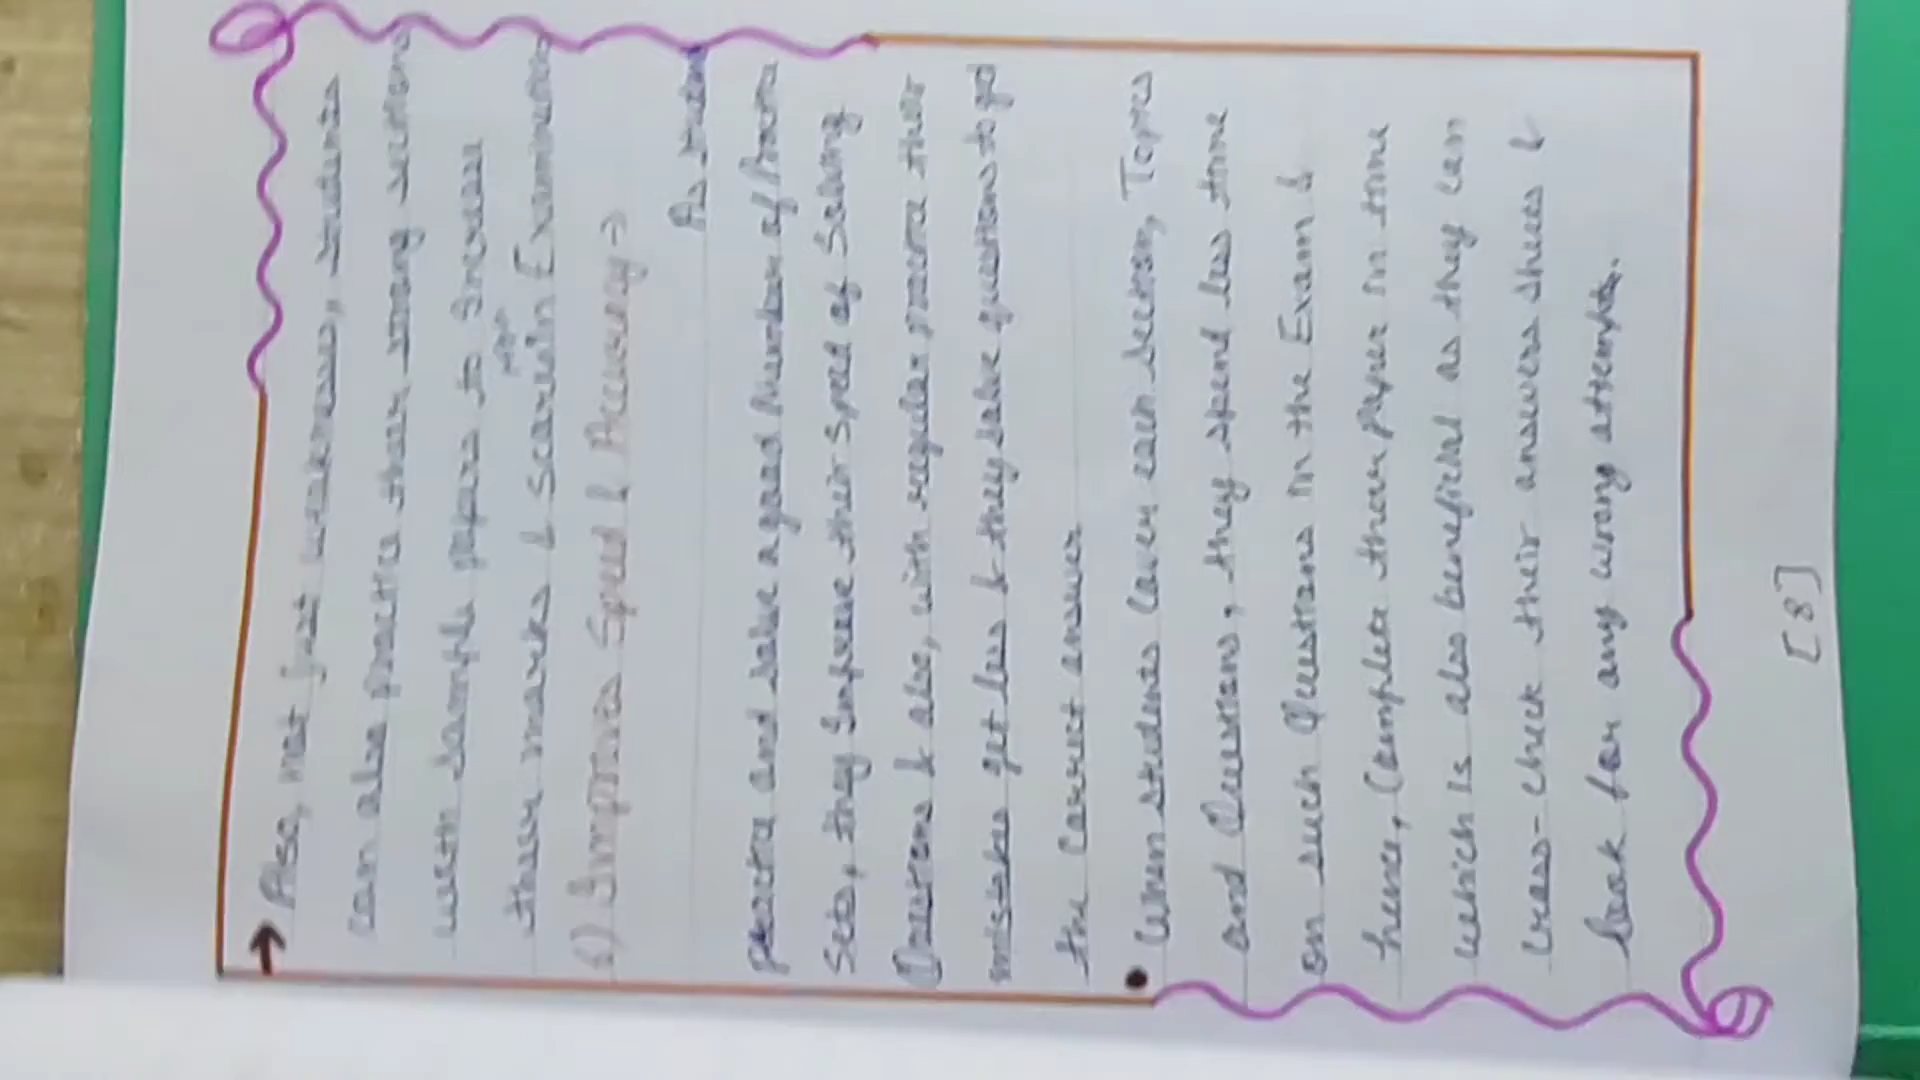 → Also, not just weakness, students
can also practice their strong sections
with Sample papers to Increase
their marks & Scores in Examination
6) Improves Speed & Accuracy →
As students
practice and solve a good Number of Practice
Sets, they Improve their Speed of Solving
Questions & also, with regular practice their
mistakes get less & they solve questions to get
the correct answer
• When students cover each section, Topics
and Questions, they spend less time
on such Questions in the Exam &
hence, Complete their paper in time
which is also beneficial as they can
cross-check their answers sheets &
look for any wrong attempts.
[8]